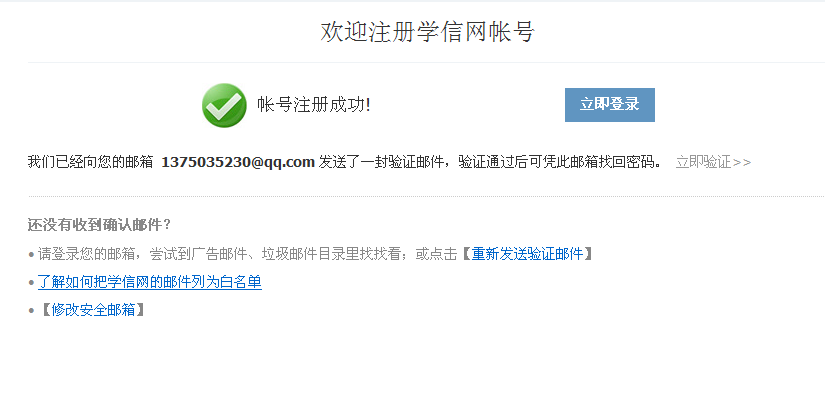 欢迎注册学信网帐号
帐号注册成功!
立即登录
我们已经向您的邮箱 1375035230@qq.com 发送了一封验证邮件，验证通过后可凭此邮箱找回密码。 立即验证>>
还没有收到确认邮件？
• 请登录您的邮箱，尝试到广告邮件、垃圾邮件目录里找找看；或点击【重新发送验证邮件】
• 了解如何把学信网的邮件列为白名单
• 【修改安全邮箱】